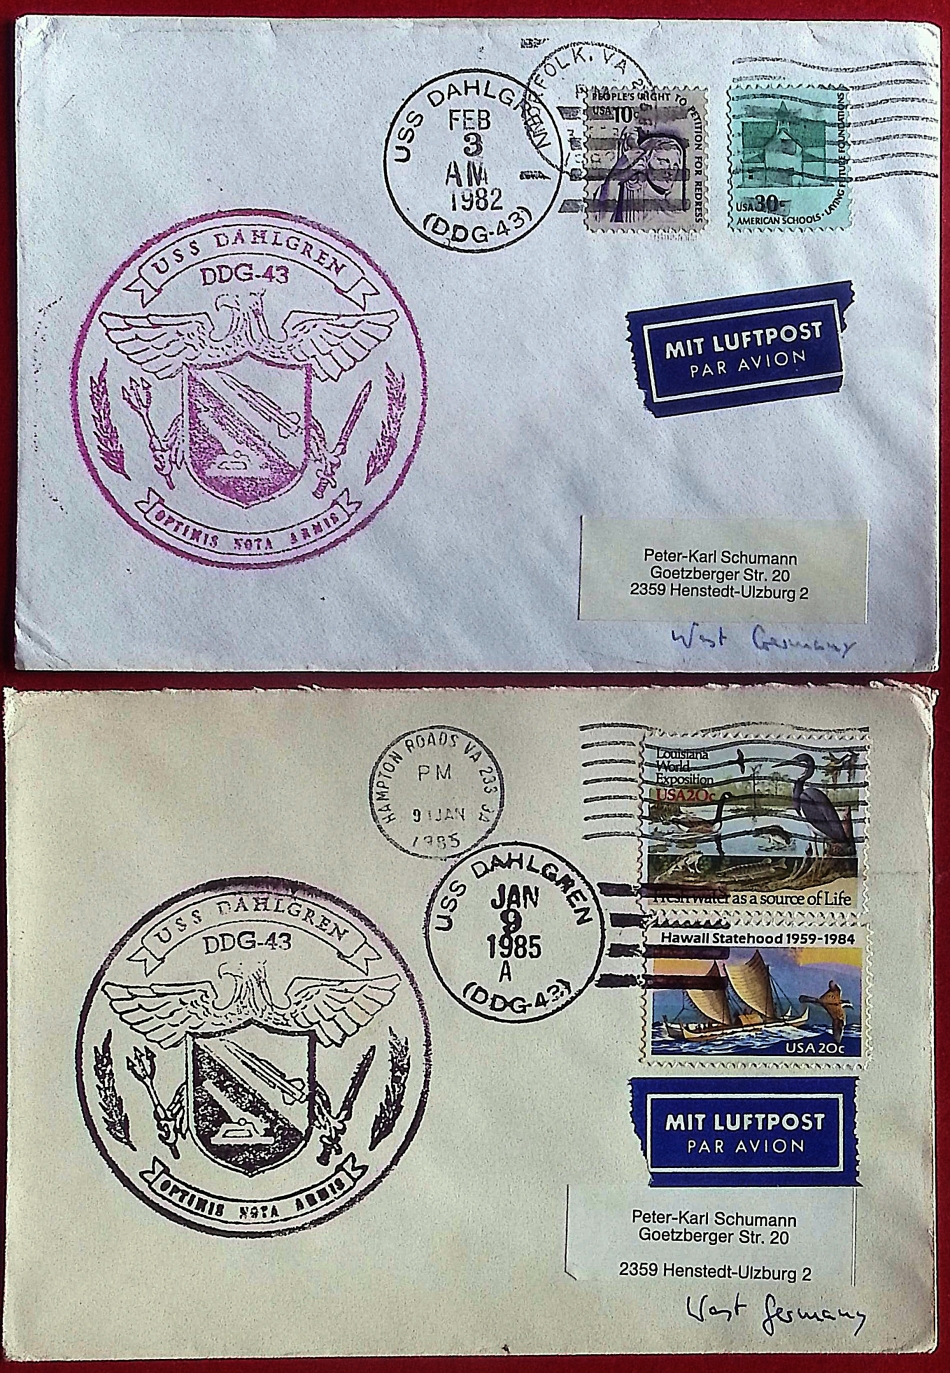 USS DAHLGREN
FEB
3
AM
1982
(DDG-43)
NORFOLK, VA
PEOPLE'S RIGHT TO PETITION FOR REDRESS
USA 10c
USA 30c
AMERICAN SCHOOLS · LAYING FUTURE FOUNDATIONS
USS DAHLGREN
DDG-43
OPTIMIS NOTA ARMIS
MIT LUFTPOST
PAR AVION
Peter-Karl Schumann
Goetzberger Str. 20
2359 Henstedt-Ulzburg 2
West Germany
HAMPTON ROADS VA 233
PM
9 JAN
1985
Louisiana
World
Exposition
USA 20c
Fresh water as a source of Life
USS DAHLGREN
JAN
9
1985
A
(DDG-43)
Hawaii Statehood 1959-1984
USA 20c
USS DAHLGREN
DDG-43
OPTIMIS NOTA ARMIS
MIT LUFTPOST
PAR AVION
Peter-Karl Schumann
Goetzberger Str. 20
2359 Henstedt-Ulzburg 2
West Germany